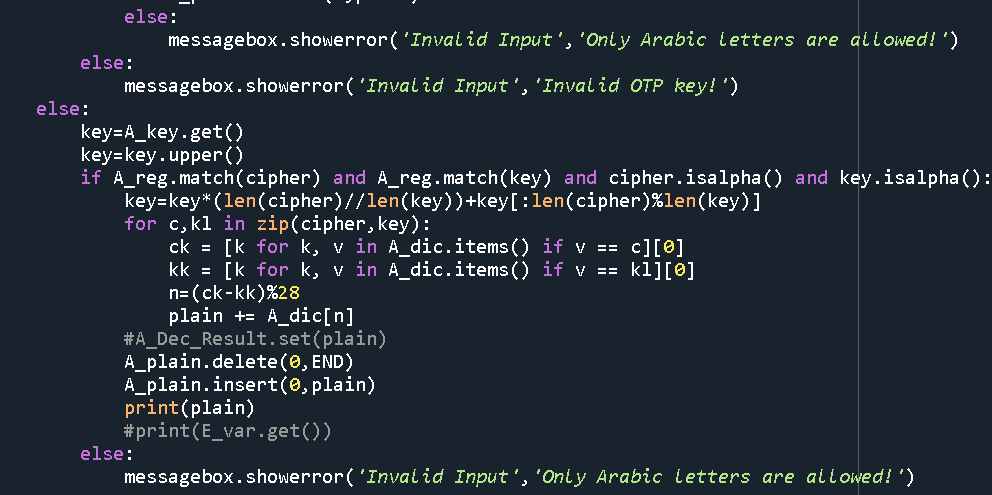 else:
messagebox.showerror('Invalid Input','Only Arabic letters are allowed!')
else:
messagebox.showerror('Invalid Input','Invalid OTP key!')
else:
key=A_key.get()
key=key.upper()
if A_reg.match(cipher) and A_reg.match(key) and cipher.isalpha() and key.isalpha():
key=key*(len(cipher)//len(key))+key[:len(cipher)%len(key)]
for c,kl in zip(cipher,key):
ck = [k for k, v in A_dic.items() if v == c][0]
kk = [k for k, v in A_dic.items() if v == kl][0]
n=(ck-kk)%28
plain += A_dic[n]
#A_Dec_Result.set(plain)
A_plain.delete(0,END)
A_plain.insert(0,plain)
print(plain)
#print(E_var.get())
else:
messagebox.showerror('Invalid Input','Only Arabic letters are allowed!')